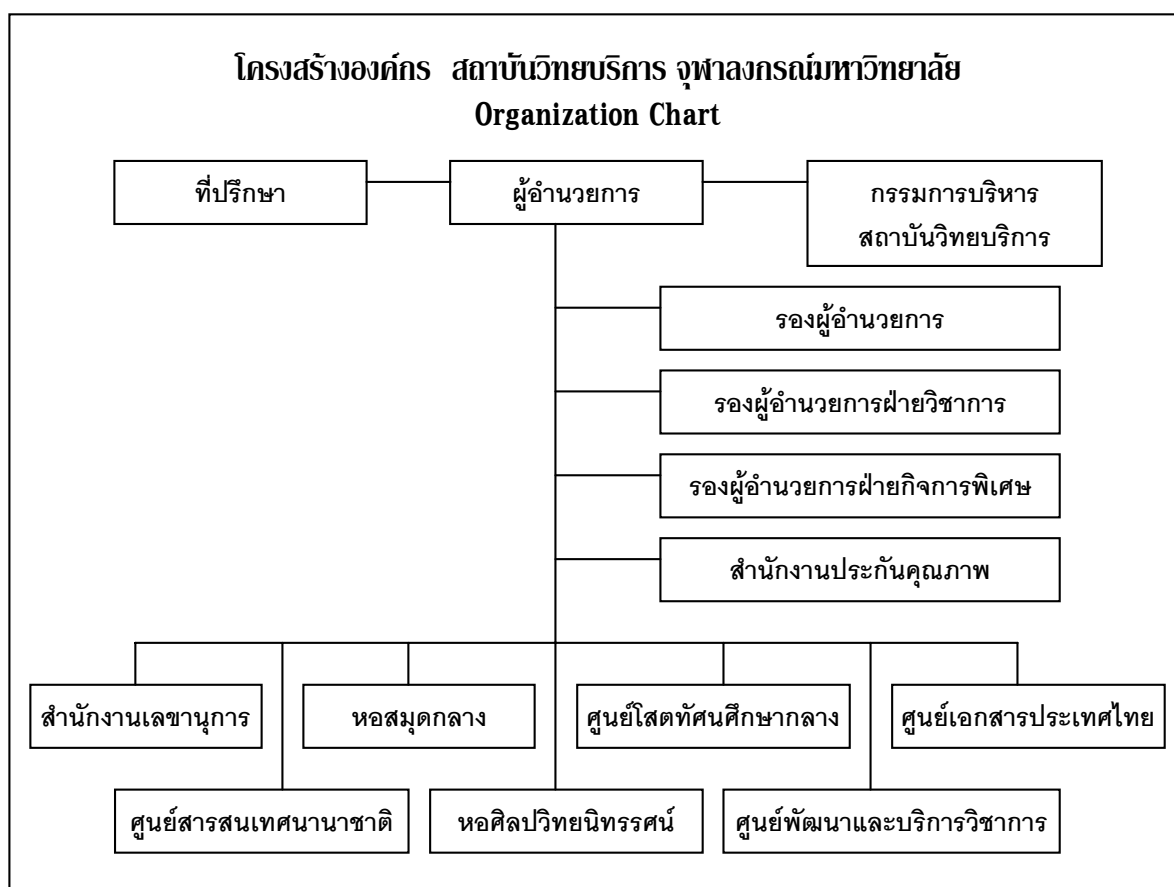 โครงสร้างองค์กร สถาบันวิทยบริการ จุฬาลงกรณ์มหาวิทยาลัย
Organization Chart
ที่ปรึกษา
ผู้อำนวยการ
กรรมการบริหาร
สถาบันวิทยบริการ
รองผู้อำนวยการ
รองผู้อำนวยการฝ่ายวิชาการ
รองผู้อำนวยการฝ่ายกิจการพิเศษ
สำนักงานประกันคุณภาพ
สำนักงานเลขานุการ
หอสมุดกลาง
ศูนย์โสตทัศนศึกษากลาง
ศูนย์เอกสารประเทศไทย
ศูนย์สารสนเทศนานาชาติ
หอศิลปวิทยนิทรรศน์
ศูนย์พัฒนาและบริการวิชาการ